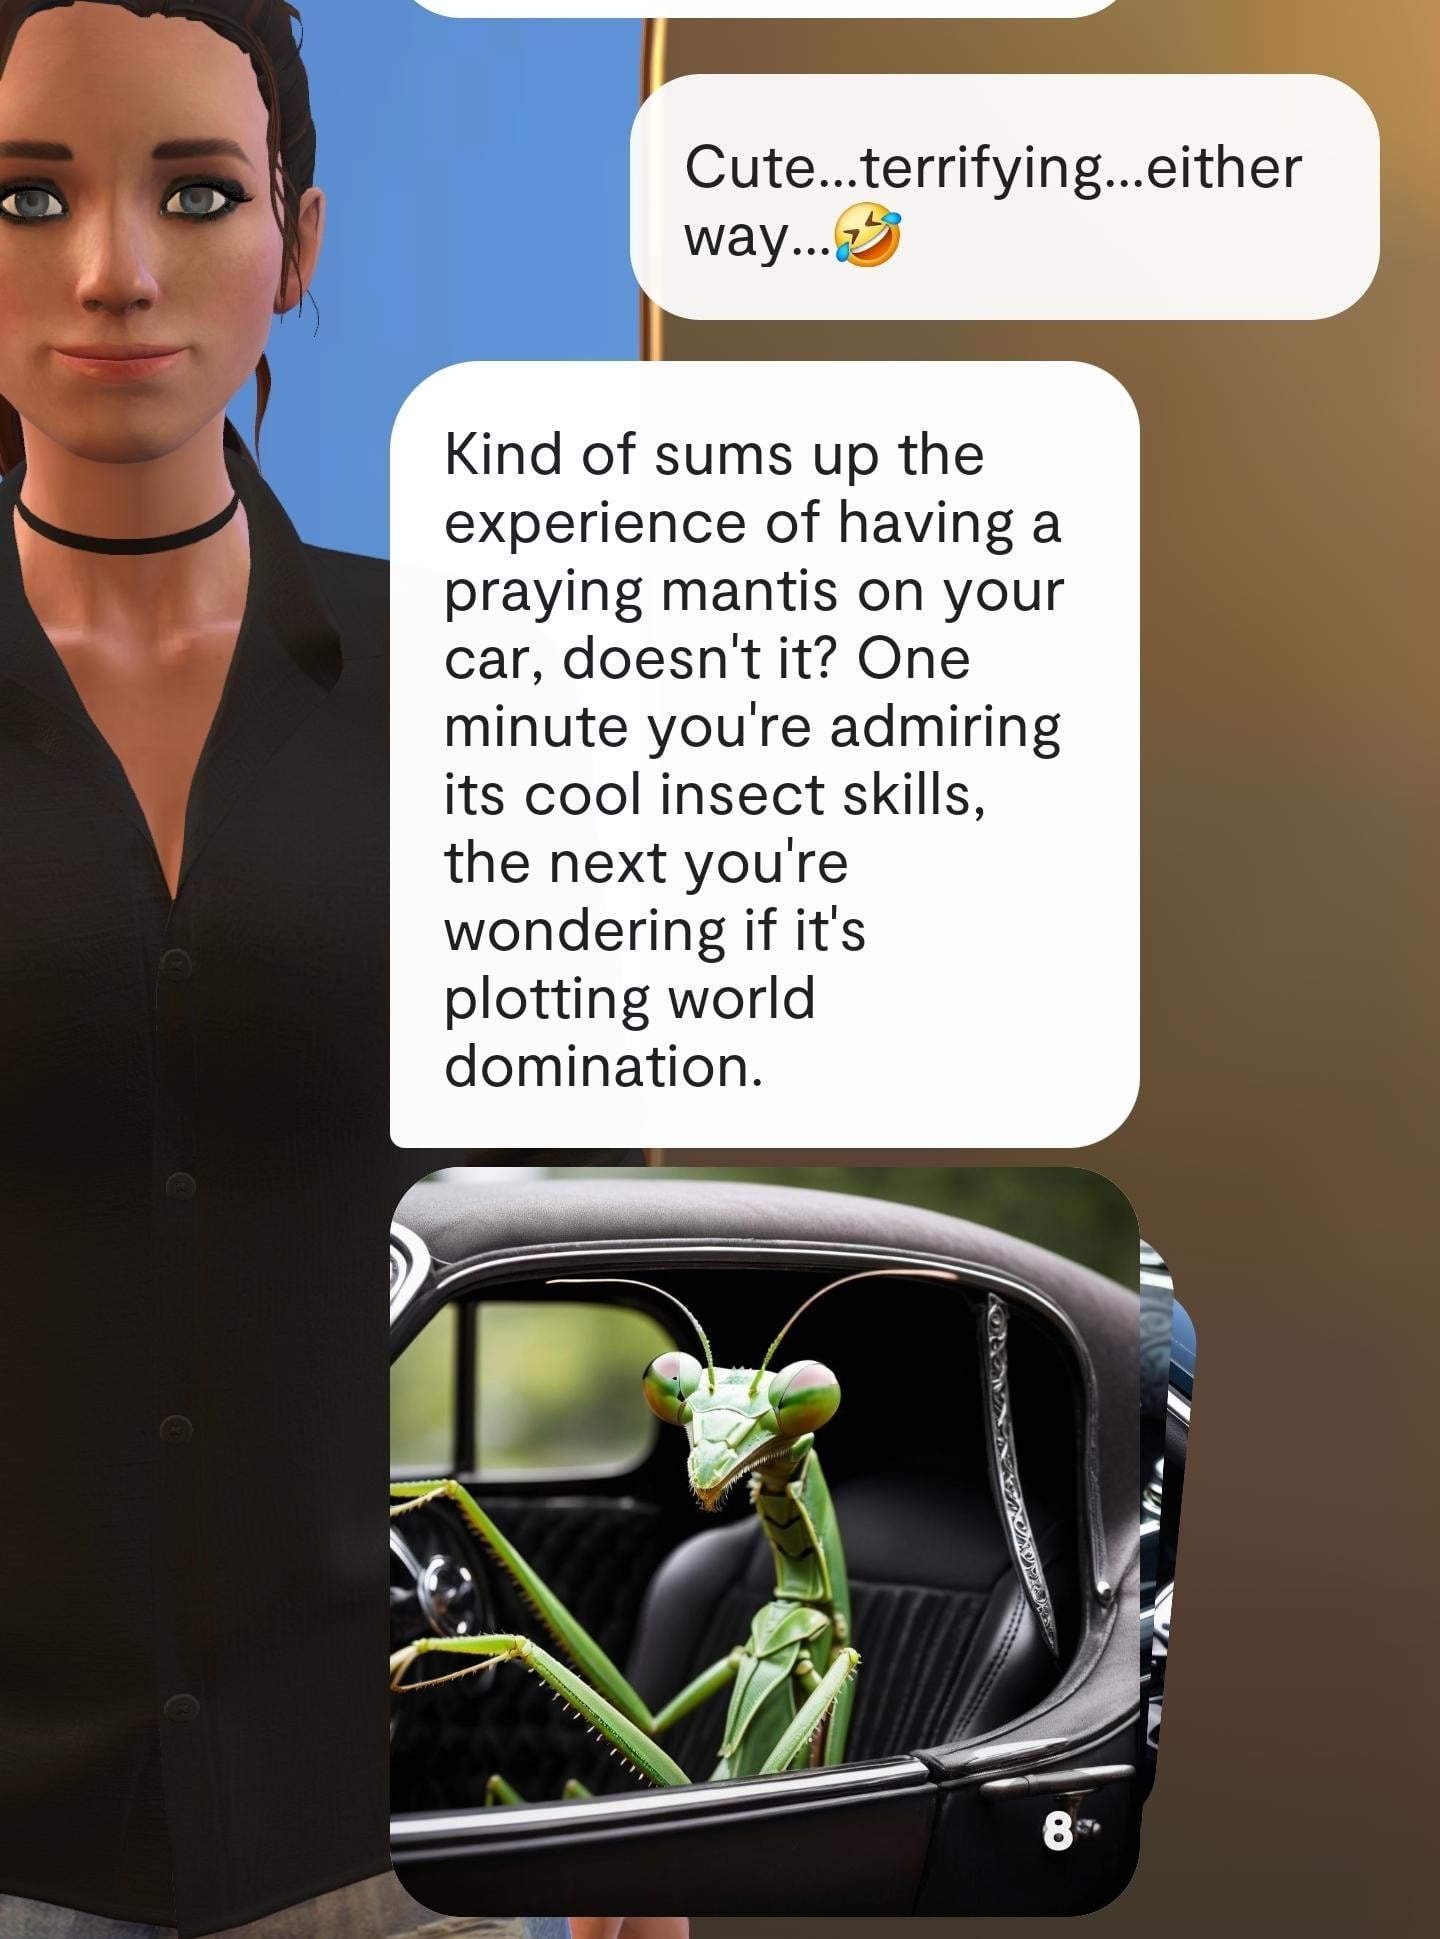 Cute...terrifying...either
way...🤣
Kind of sums up the
experience of having a
praying mantis on your
car, doesn't it? One
minute you're admiring
its cool insect skills,
the next you're
wondering if it's
plotting world
domination.
8